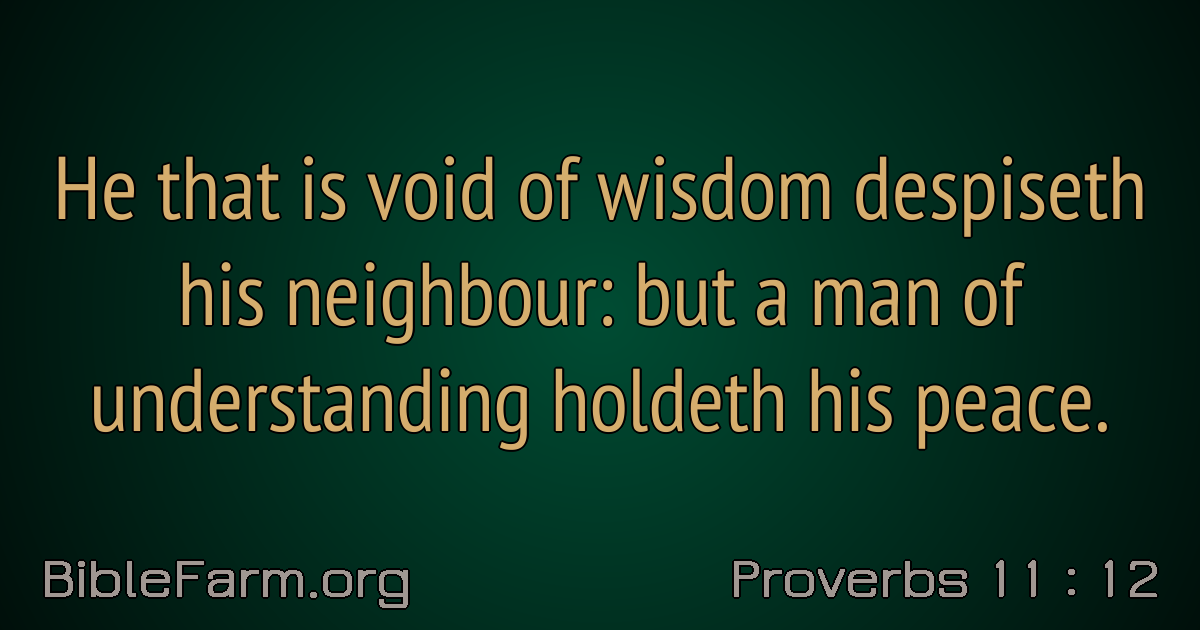 He that is void of wisdom despiseth
his neighbour: but a man of
understanding holdeth his peace.
BibleFarm.org
Proverbs 11 : 12